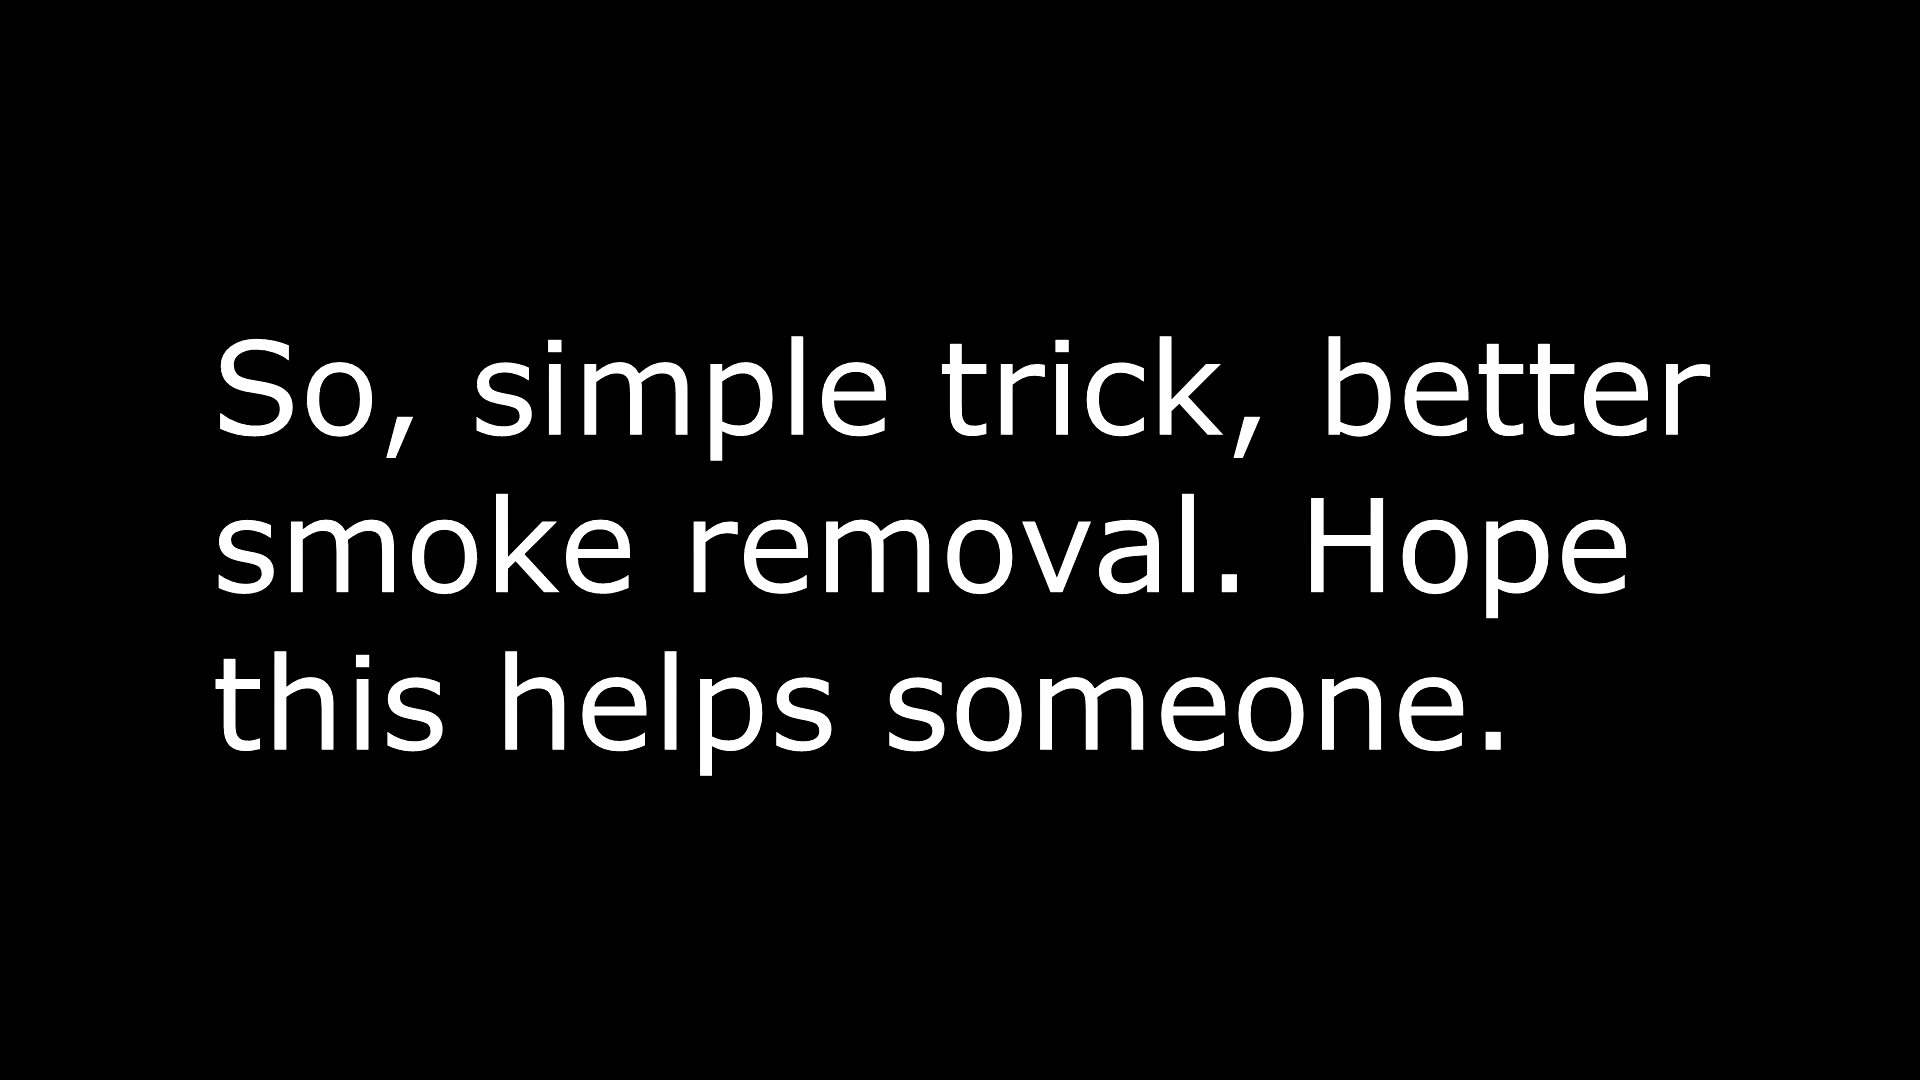 So, simple trick, better
smoke removal. Hope
this helps someone.